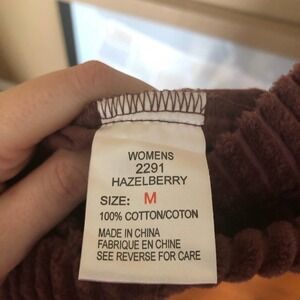 WOMENS
2291
HAZELBERRY
SIZE: M
100% COTTON/COTON
MADE IN CHINA
FABRIQUE EN CHINE
SEE REVERSE FOR CARE